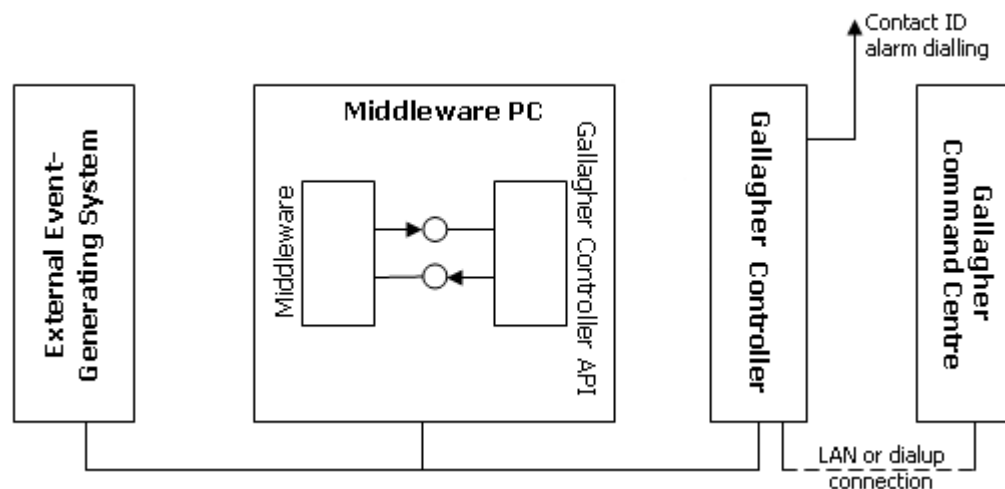 Contact ID
alarm dialling
External Event-
Generating System
Middleware PC
Middleware
Gallagher Controller API
Gallagher Controller
Gallagher
Command Centre
LAN or dialup
connection